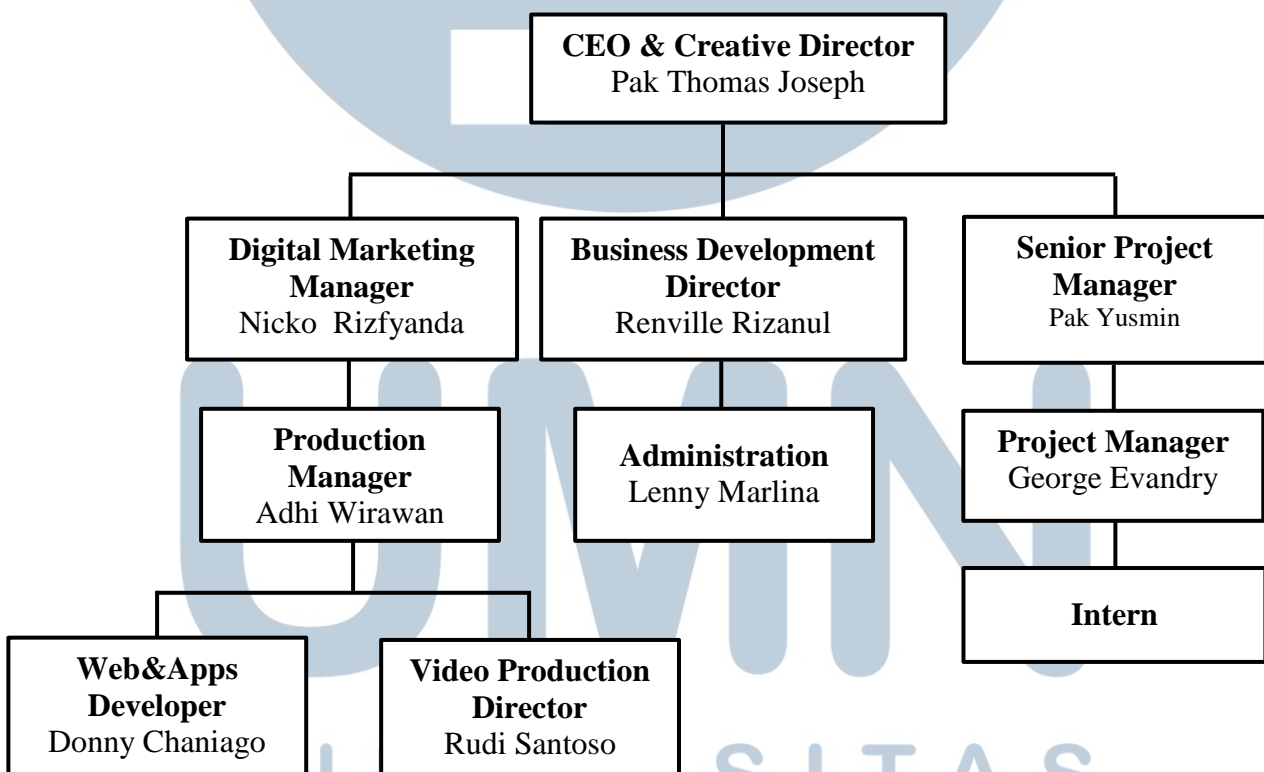 CEO & Creative Director
Pak Thomas Joseph
Digital Marketing
Manager
Nicko  Rizfyanda
Business Development
Director
Renville Rizanul
Senior Project
Manager
Pak Yusmin
Production
Manager
Adhi Wirawan
Administration
Lenny Marlina
Project Manager
George Evandry
Intern
Web&Apps
Developer
Donny Chaniago
Video Production
Director
Rudi Santoso
UMN